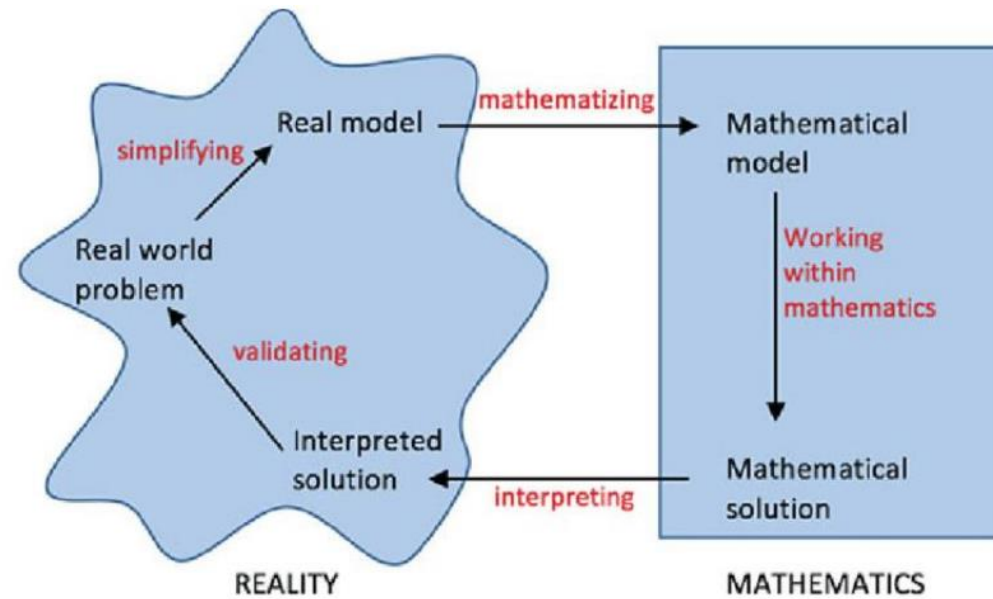 Real model
mathematizing
Mathematical
model
simplifying
Real world
problem
Working
within
mathematics
validating
Interpreted
solution
interpreting
Mathematical
solution
REALITY
MATHEMATICS